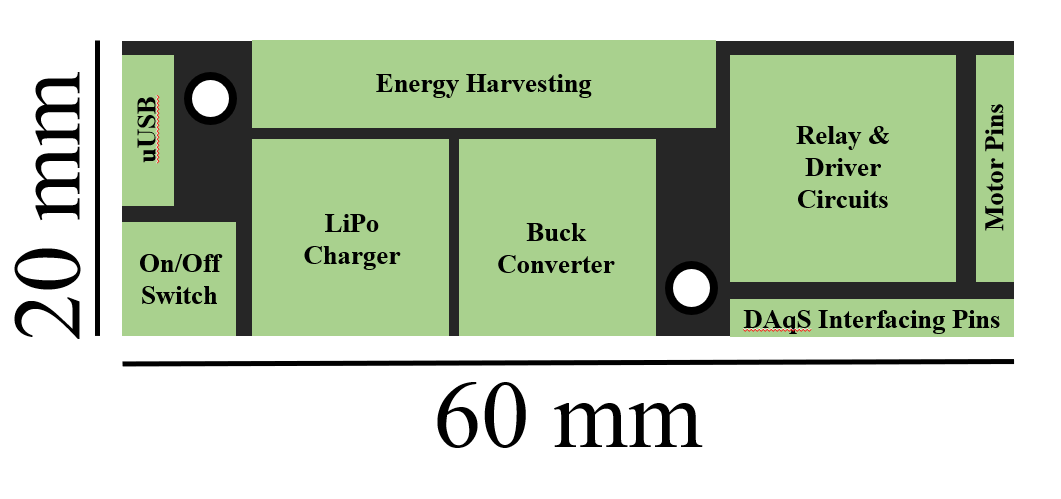 20 mm
uUSB
On/Off
Switch
Energy Harvesting
LiPo
Charger
Buck
Converter
Relay &
Driver
Circuits
Motor Pins
DAqS Interfacing Pins
60 mm